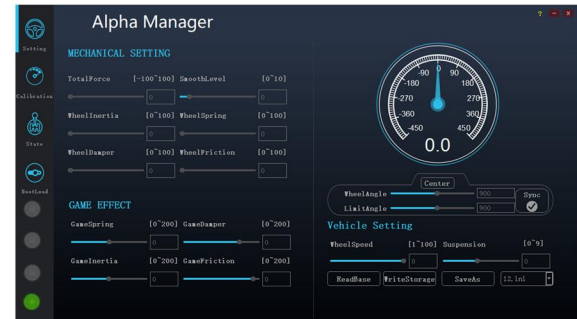 Alpha Manager
? - x
Setting
Calibration
State
BootLoad
MECHANICAL SETTING
TotalForce [-100~100] SmoothLevel [0~10]
0 0
WheelInertia [0~100] WheelSpring [0~100]
0 0
WheelDamper [0~100] WheelFriction [0~100]
0 0
GAME EFFECT
GameSpring [0~200] GameDamper [0~200]
0 0
GameInertia [0~200] GameFriction [0~200]
0 0
-90 90
-180 180
-270 270
-360 360
-450 450
0.0
Center
WheelAngle 900 Sync
LimitAngle 900
Vehicle Setting
WheelSpeed [1~100] Suspension [0~9]
0 0
ReadBase WriteStorage SaveAs 12.ini